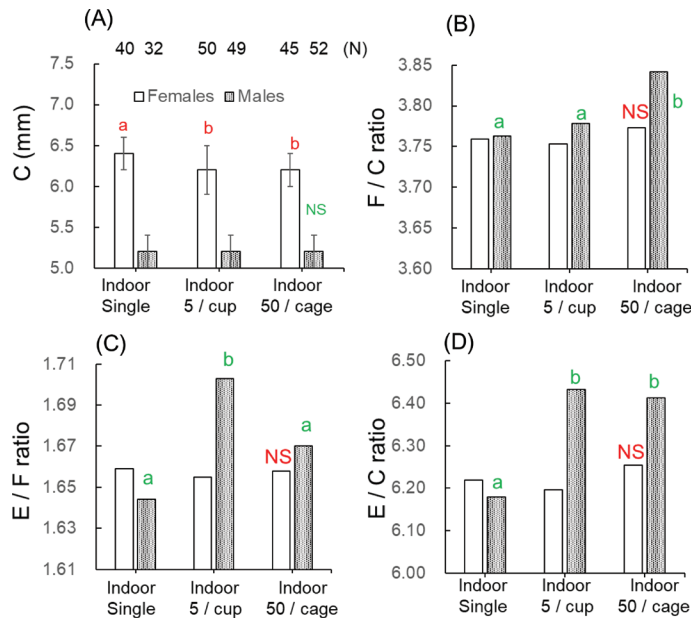 (A)
40 32 50 49 45 52 (N)
7.5
7.0
6.5
6.0
5.5
5.0
C (mm)
Females Males
a b b
NS
Indoor Indoor Indoor
Single 5 / cup 50 / cage
(B)
3.85
3.80
3.75
3.70
3.65
3.60
F / C ratio
a a NS b
Indoor Indoor Indoor
Single 5 / cup 50 / cage
(C)
1.71
1.69
1.67
1.65
1.63
1.61
E / F ratio
a b NS a
Indoor Indoor Indoor
Single 5 / cup 50 / cage
(D)
6.50
6.40
6.30
6.20
6.10
6.00
E / C ratio
a b NS b
Indoor Indoor Indoor
Single 5 / cup 50 / cage